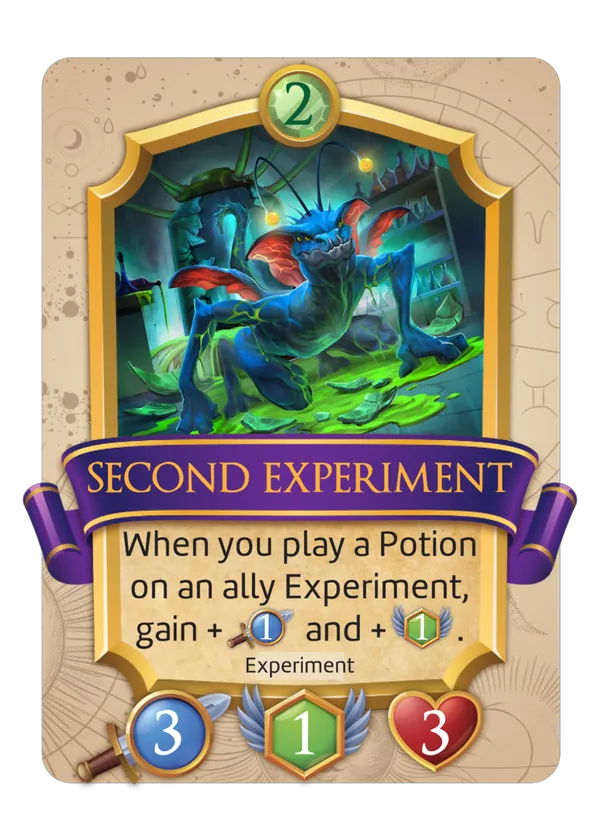 2
SECOND EXPERIMENT
When you play a Potion
on an ally Experiment,
gain + 1 and + 1 .
Experiment
3 1 3